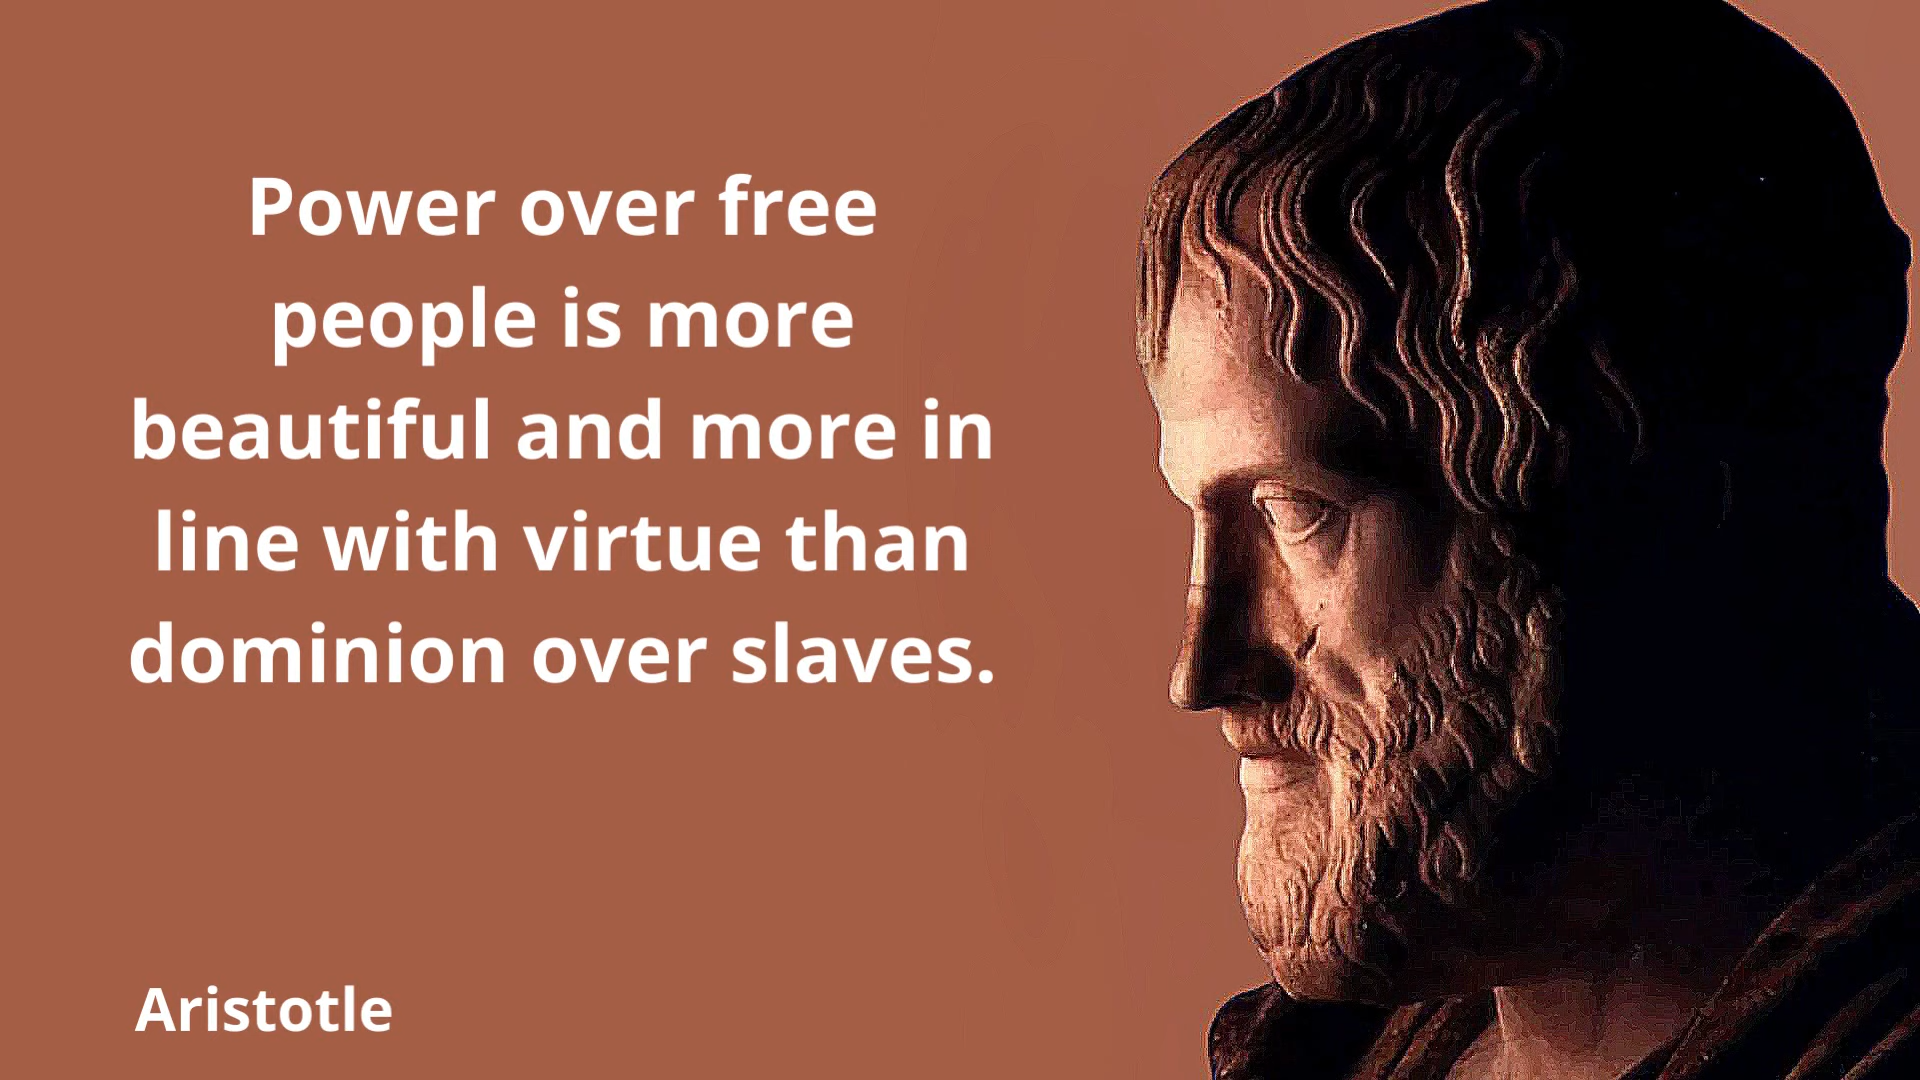 Power over free
people is more
beautiful and more in
line with virtue than
dominion over slaves.
Aristotle